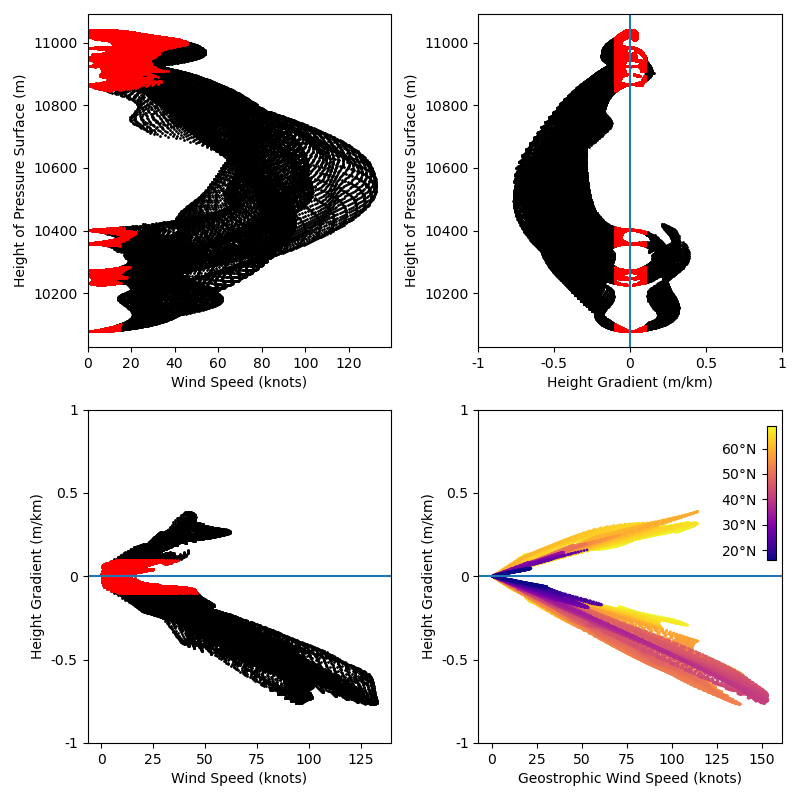 11000
10800
10600
10400
10200
Height of Pressure Surface (m)
0 20 40 60 80 100 120
Wind Speed (knots)
11000
10800
10600
10400
10200
Height of Pressure Surface (m)
-1 -0.5 0 0.5 1
Height Gradient (m/km)
1
0.5
0
-0.5
-1
Height Gradient (m/km)
0 25 50 75 100 125
Wind Speed (knots)
1
0.5
0
-0.5
-1
Height Gradient (m/km)
60°N
50°N
40°N
30°N
20°N
0 25 50 75 100 125 150
Geostrophic Wind Speed (knots)